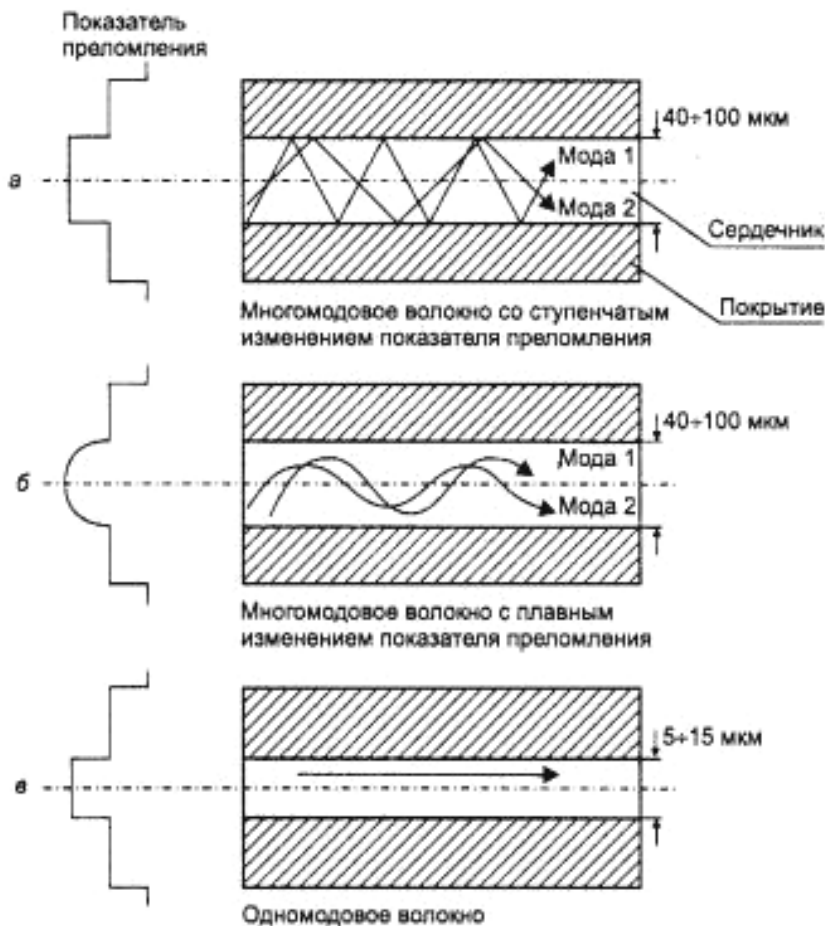 Показатель
преломления
40÷100 мкм
а
Мода 1
Мода 2
Сердечник
Покрытие
Многомодовое волокно со ступенчатым
изменением показателя преломления
40÷100 мкм
б
Мода 1
Мода 2
Многомодовое волокно с плавным
изменением показателя преломления
5÷15 мкм
в
Одномодовое волокно